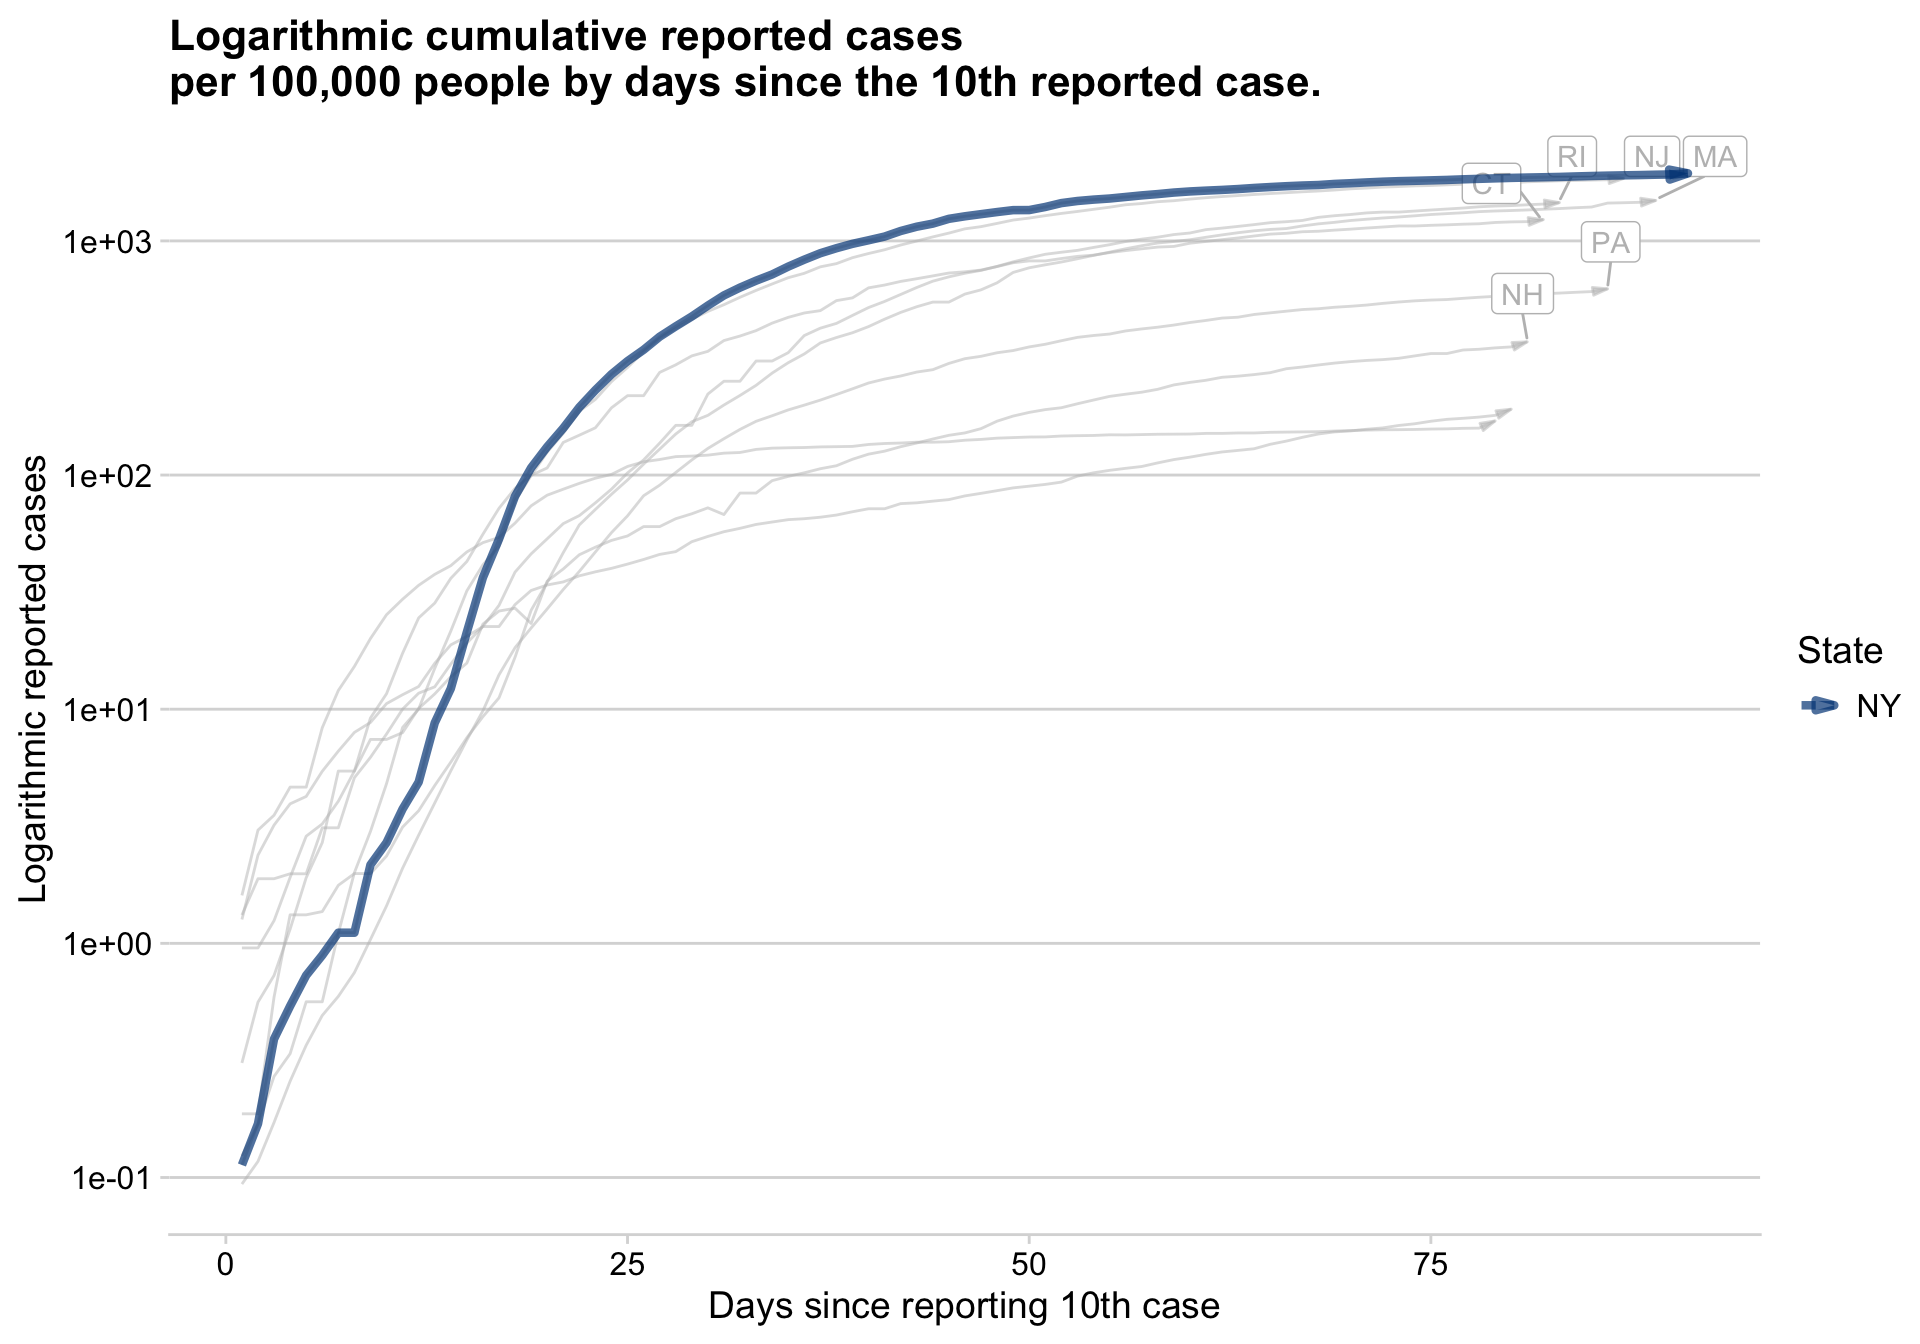 Logarithmic cumulative reported cases
per 100,000 people by days since the 10th reported case.
RI
NJ
MA
CT
PA
NH
1e+03
1e+02
1e+01
1e+00
1e-01
Logarithmic reported cases
0
25
50
75
Days since reporting 10th case
State
NY